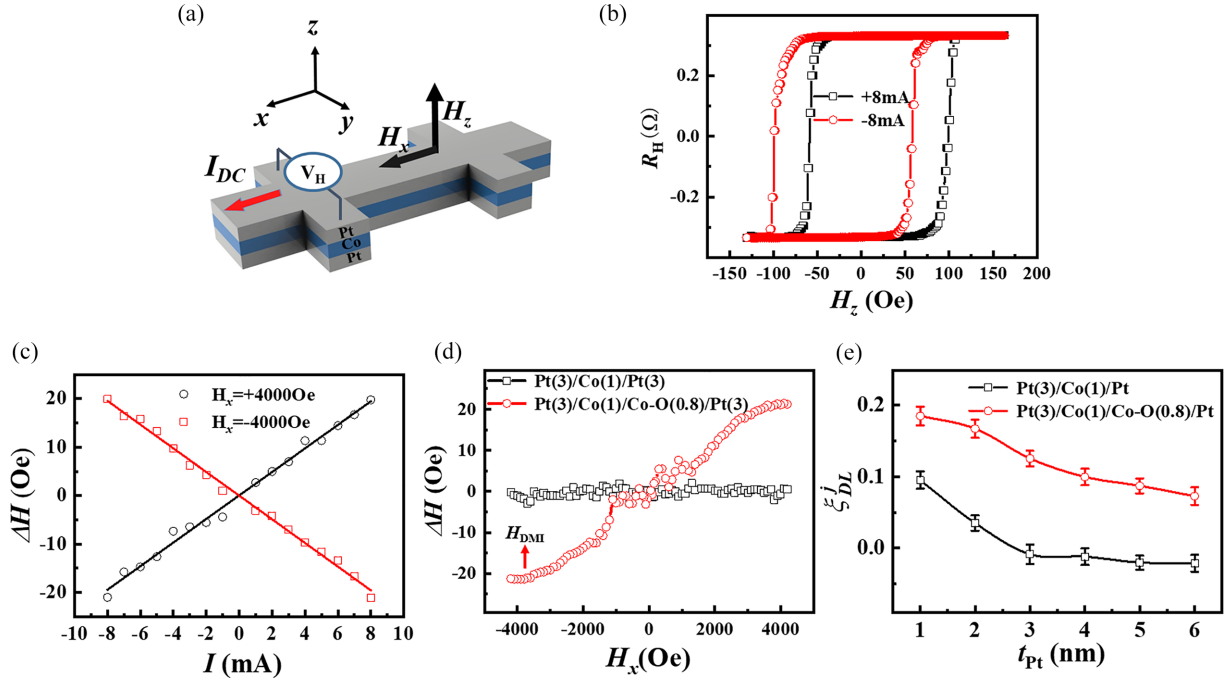 (a)
z
x
y
H_z
H_x
I_DC
V_H
Pt
Co
Pt
(b)
0.2
0.0
-0.2
R_H (Ω)
+8mA
-8mA
-150 -100 -50 0 50 100 150 200
H_z (Oe)
(c)
20
10
0
-10
-20
ΔH (Oe)
H_x=+4000Oe
H_x=-4000Oe
-10 -8 -6 -4 -2 0 2 4 6 8 10
I (mA)
(d)
20
10
0
-10
-20
ΔH (Oe)
Pt(3)/Co(1)/Pt(3)
Pt(3)/Co(1)/Co-O(0.8)/Pt(3)
H_DMI
-4000 -2000 0 2000 4000
H_x(Oe)
(e)
0.2
0.1
0.0
ξ^j_DL
Pt(3)/Co(1)/Pt
Pt(3)/Co(1)/Co-O(0.8)/Pt
1 2 3 4 5 6
t_Pt (nm)